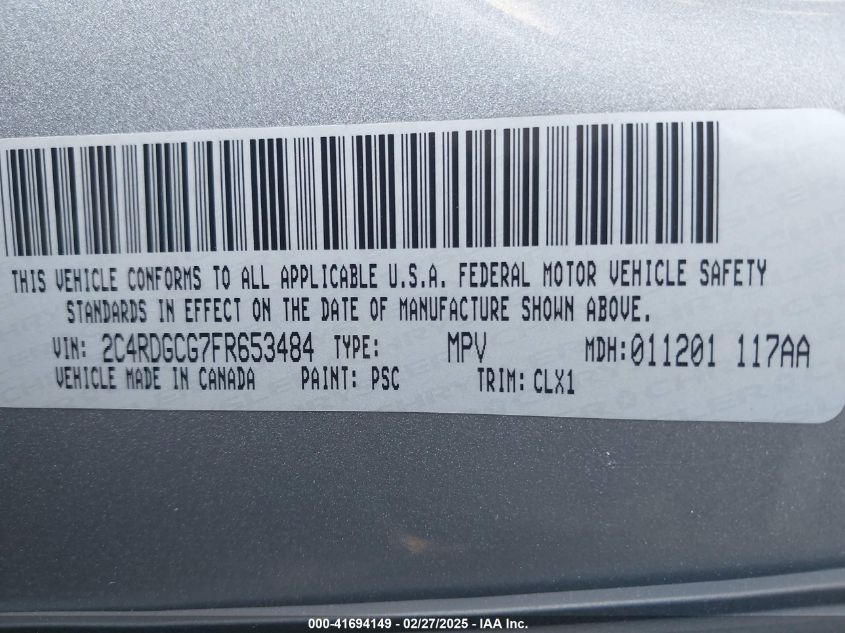 THIS VEHICLE CONFORMS TO ALL APPLICABLE U.S.A. FEDERAL MOTOR VEHICLE SAFETY
STANDARDS IN EFFECT ON THE DATE OF MANUFACTURE SHOWN ABOVE.
VIN: 2C4RDGCG7FR653484 TYPE: MPV MDH:011201 117AA
VEHICLE MADE IN CANADA PAINT: PSC TRIM: CLX1
000-41694149 - 02/27/2025 - IAA Inc.